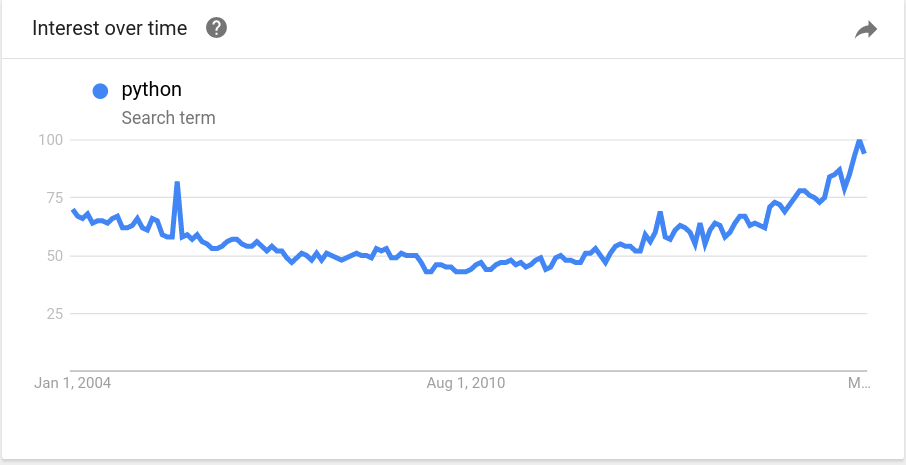 Interest over time ?
python
Search term
100
75
50
25
Jan 1, 2004 Aug 1, 2010 M...